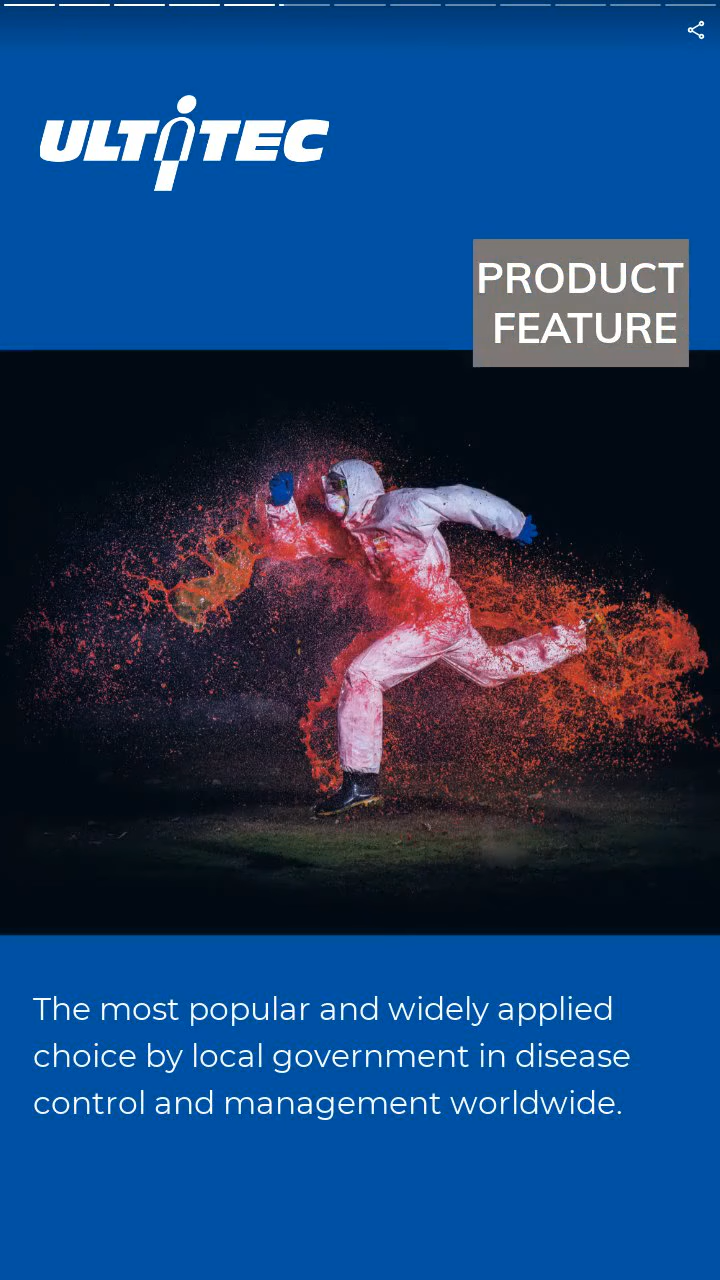 ULTITEC
PRODUCT
FEATURE
The most popular and widely applied
choice by local government in disease
control and management worldwide.